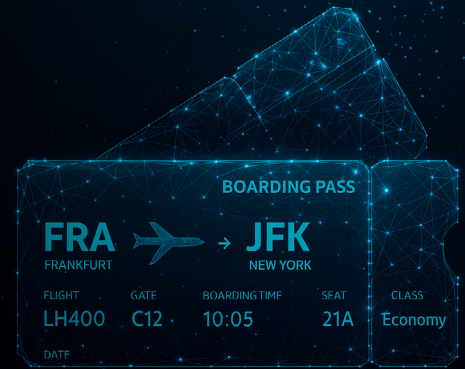 BOARDING PASS
FRA → JFK
FRANKFURT NEW YORK
FLIGHT GATE BOARDING TIME SEAT CLASS
LH400 C12 10:05 21A Economy
DATE